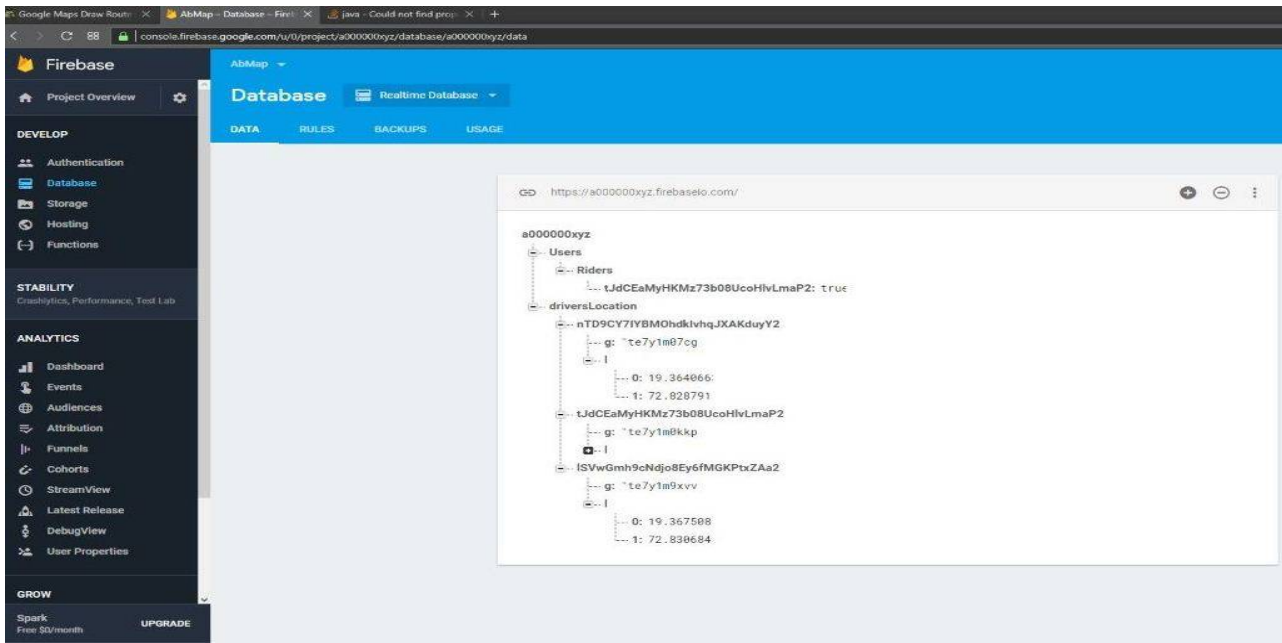 Google Maps Draw Rout
AbMap – Database – Fire
java - Could not find prop
console.firebase.google.com/u/0/project/a000000xyz/database/a000000xyz/data
Firebase
Project Overview
DEVELOP
Authentication
Database
Storage
Hosting
Functions
STABILITY
Crashlytics, Performance, Test Lab
ANALYTICS
Dashboard
Events
Audiences
Attribution
Funnels
Cohorts
StreamView
Latest Release
DebugView
User Properties
GROW
Spark
Free $0/month
UPGRADE
AbMap
Database
Realtime Database
DATA RULES BACKUPS USAGE
https://a000000xyz.firebaseio.com/
a000000xyz
Users
Riders
tJdCEaMyHKMz73b08UcoHlvLmaP2: true
driversLocation
nTD9CY7IYBMOhdklvhqJXAKduyY2
g: "te7y1m07cg
l
0: 19.364066
1: 72.828791
tJdCEaMyHKMz73b08UcoHlvLmaP2
g: "te7y1m0kkp
l
lSVwGmh9cNdjo8Ey6fMGKPtxZAa2
g: "te7y1m9xvv
l
0: 19.367508
1: 72.830684